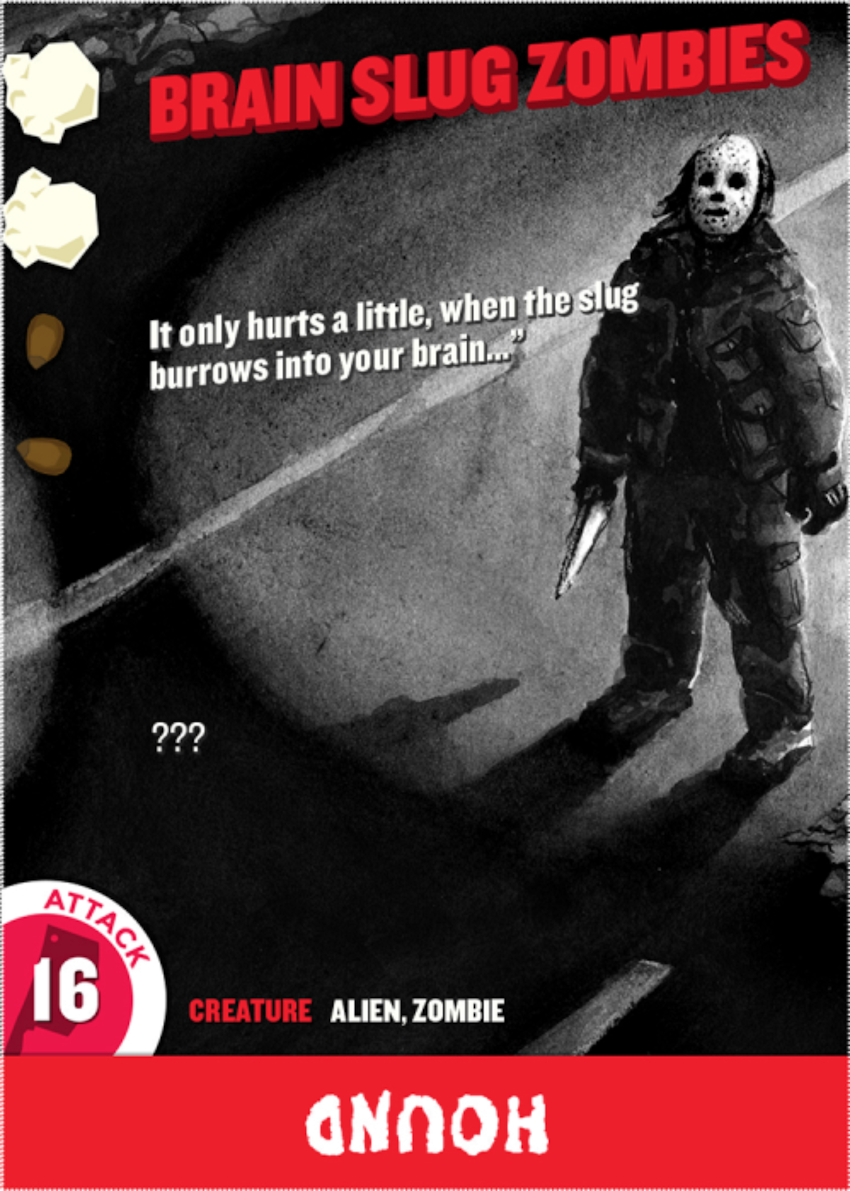 BRAIN SLUG ZOMBIES
It only hurts a little, when the slug
burrows into your brain..."
???
ATTACK
16
CREATURE ALIEN, ZOMBIE
HOUND